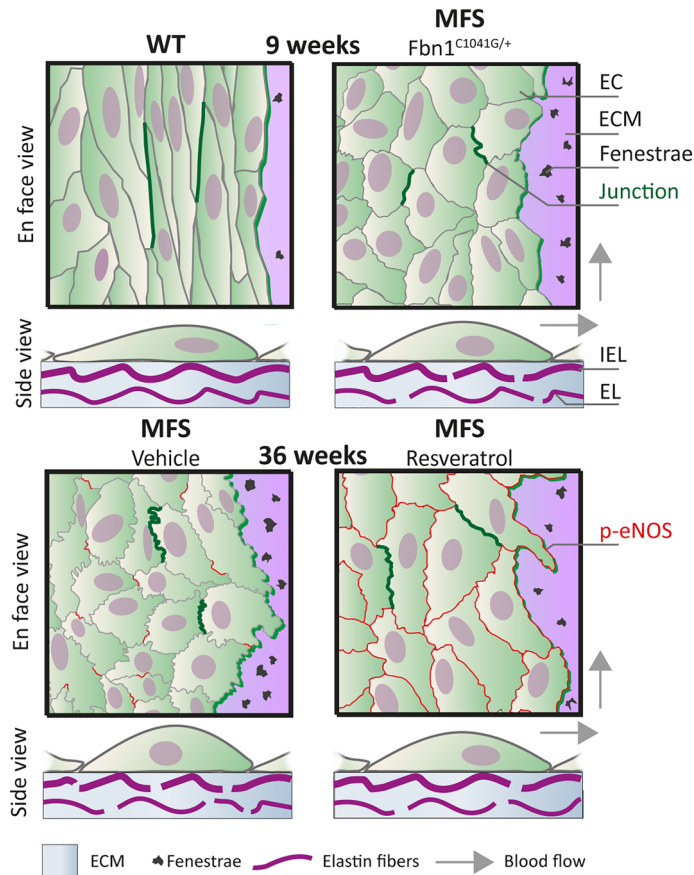 WT
9 weeks
MFS
Fbn1C1041G/+
En face view
EC
ECM
Fenestrae
Junction
Side view
IEL
EL
MFS
Vehicle
36 weeks
MFS
Resveratrol
En face view
p-eNOS
Side view
ECM
Fenestrae
Elastin fibers
Blood flow